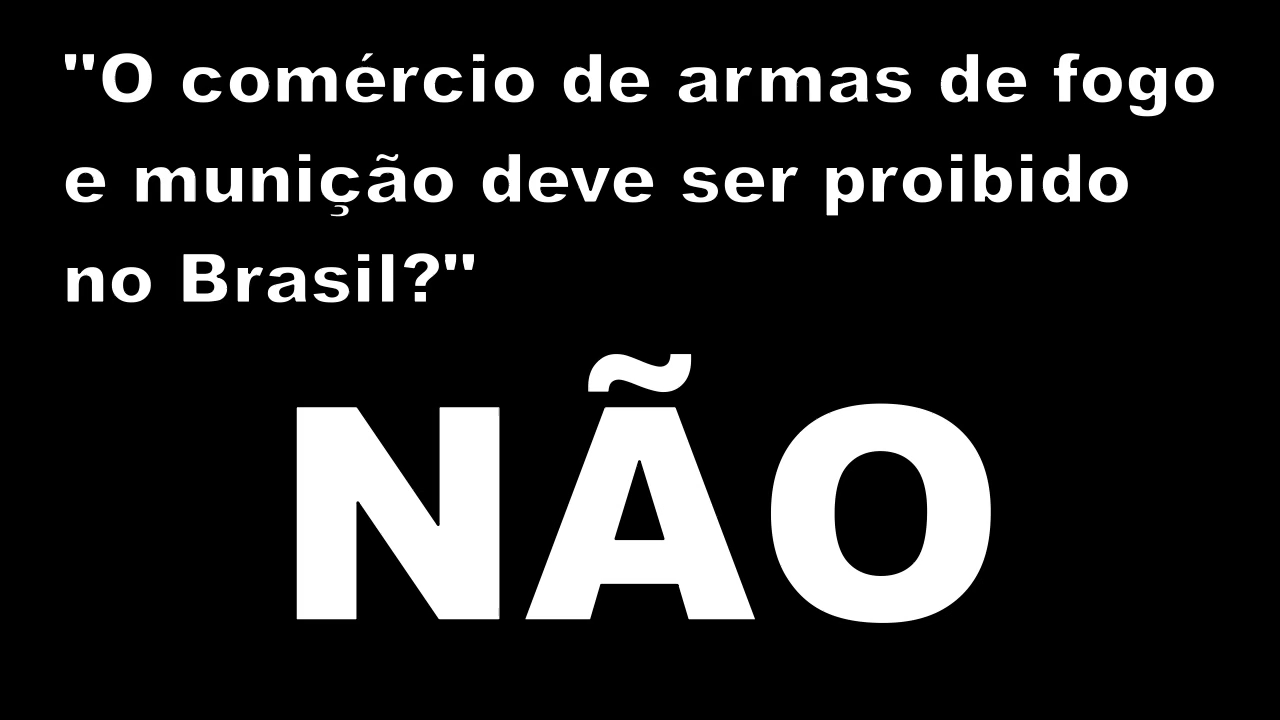 "O comércio de armas de fogo
e munição deve ser proibido
no Brasil?"
NÃO